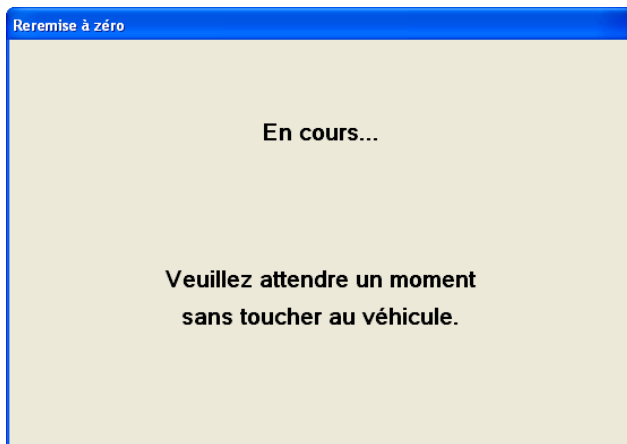 Reremise à zéro
En cours...
Veuillez attendre un moment
sans toucher au véhicule.